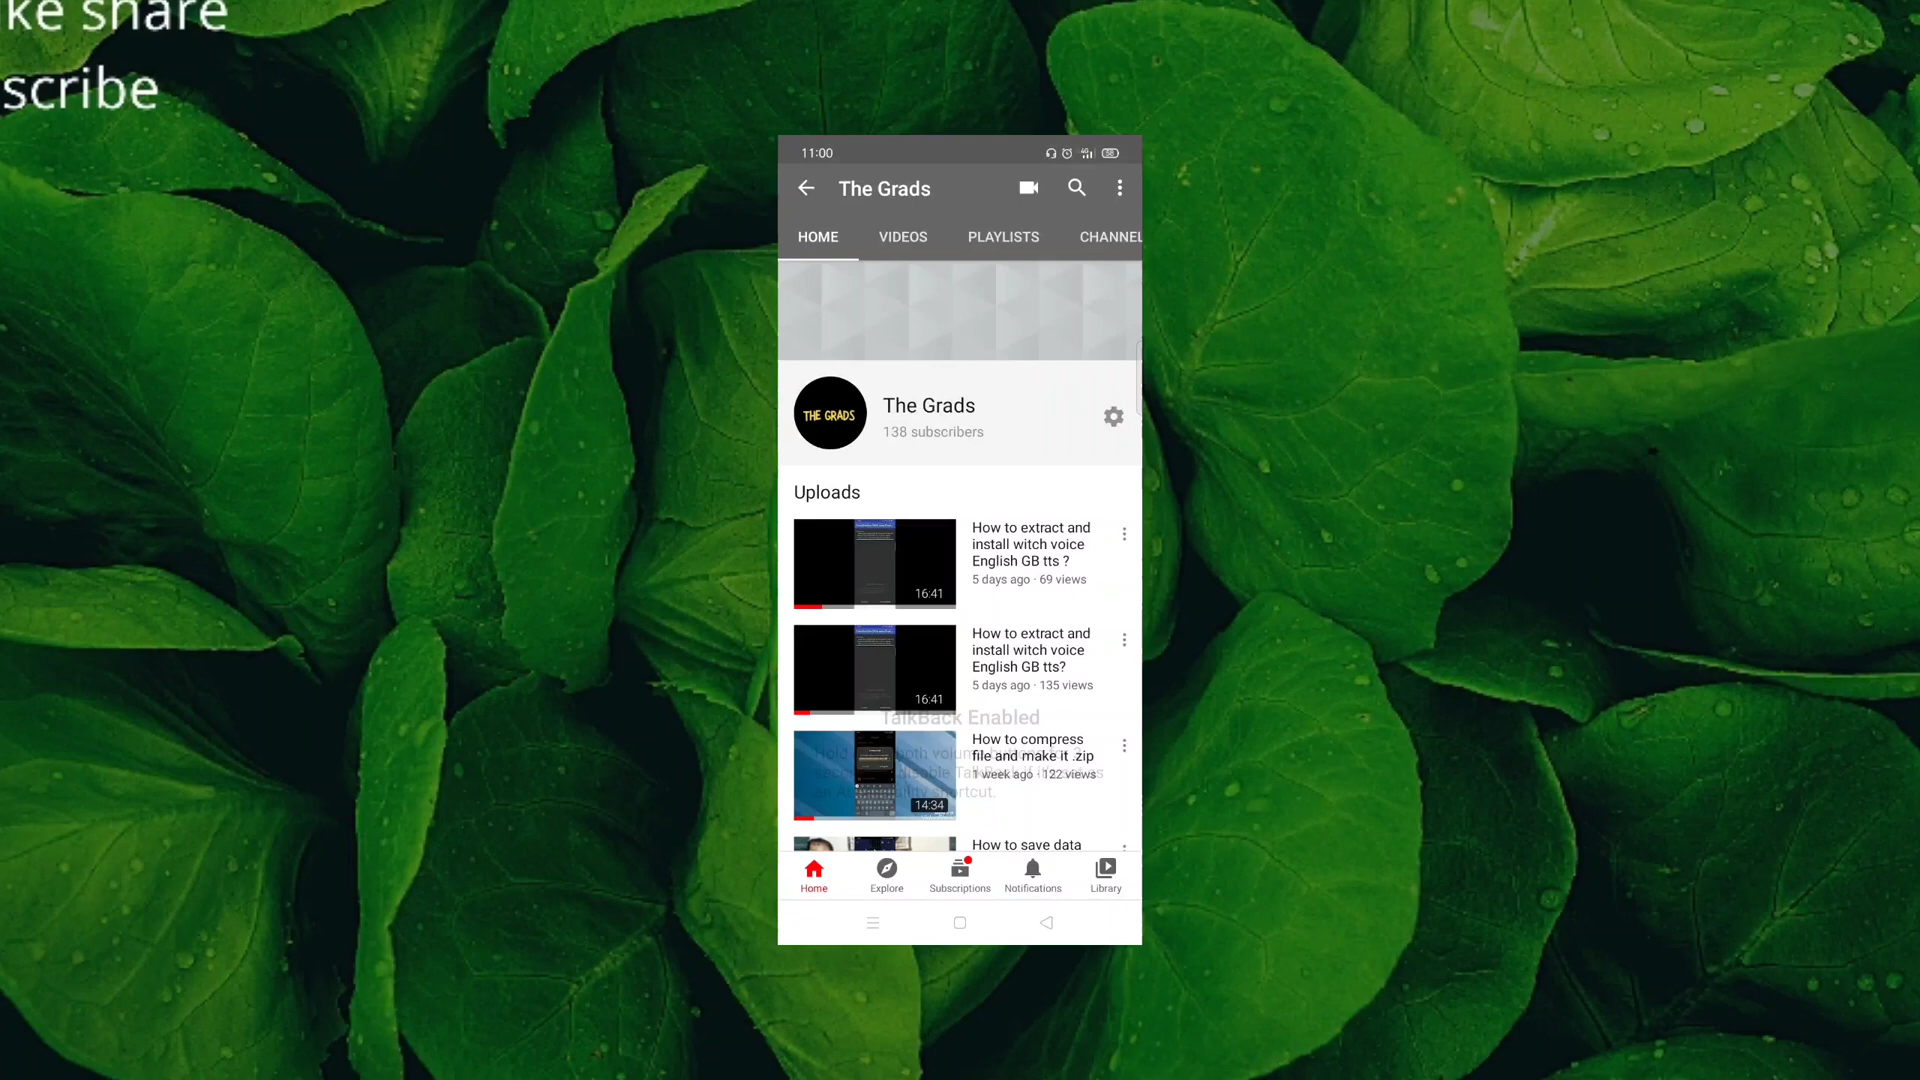 ke share
scribe
11:00
58
The Grads
HOME VIDEOS PLAYLISTS CHANNEL
THE GRADS
The Grads
138 subscribers
Uploads
How to extract and
install witch voice
English GB tts ?
5 days ago · 69 views
16:41
How to extract and
install witch voice
English GB tts?
5 days ago · 135 views
16:41
TalkBack Enabled
How to compress
file and make it .zip
1 week ago · 122 views
14:34
How to save data
Home Explore Subscriptions Notifications Library